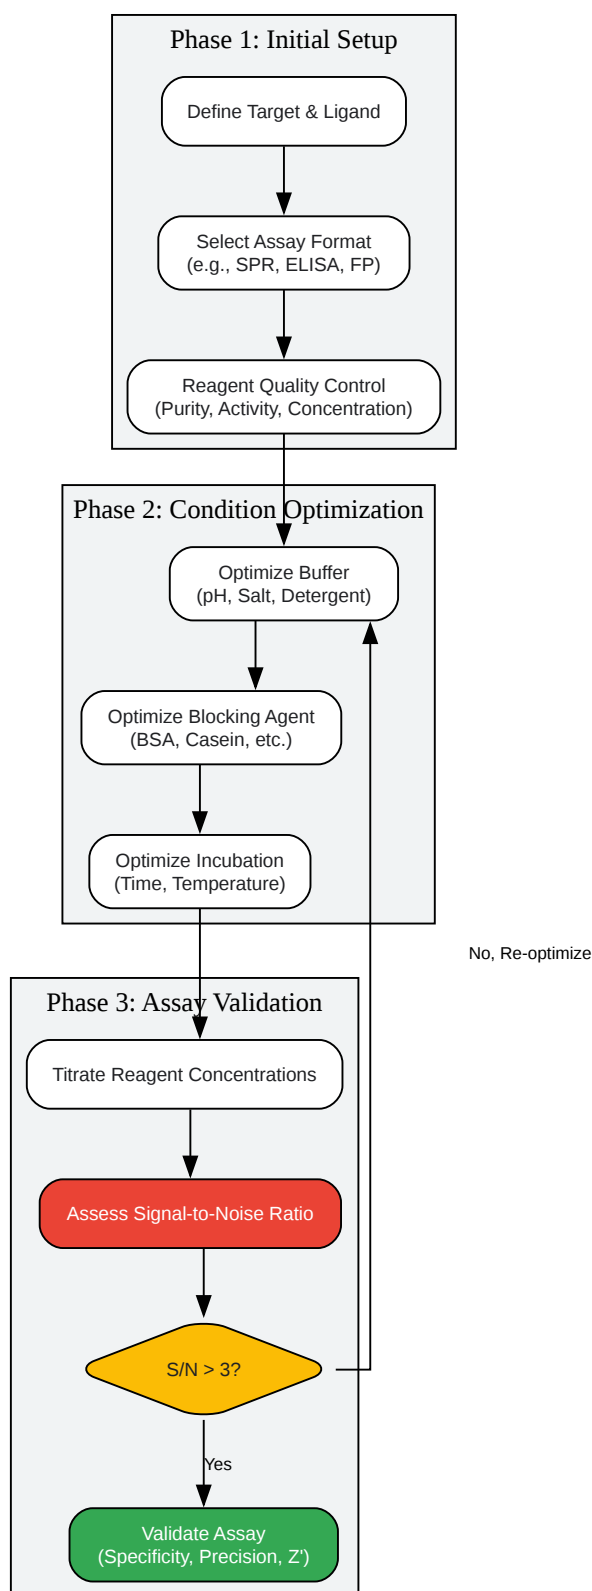 Phase 1: Initial Setup
Define Target & Ligand
Select Assay Format
(e.g., SPR, ELISA, FP)
Reagent Quality Control
(Purity, Activity, Concentration)
Phase 2: Condition Optimization
Optimize Buffer
(pH, Salt, Detergent)
Optimize Blocking Agent
(BSA, Casein, etc.)
Optimize Incubation
(Time, Temperature)
No, Re-optimize
Phase 3: Assay Validation
Titrate Reagent Concentrations
Assess Signal-to-Noise Ratio
S/N > 3?
Yes
Validate Assay
(Specificity, Precision, Z')